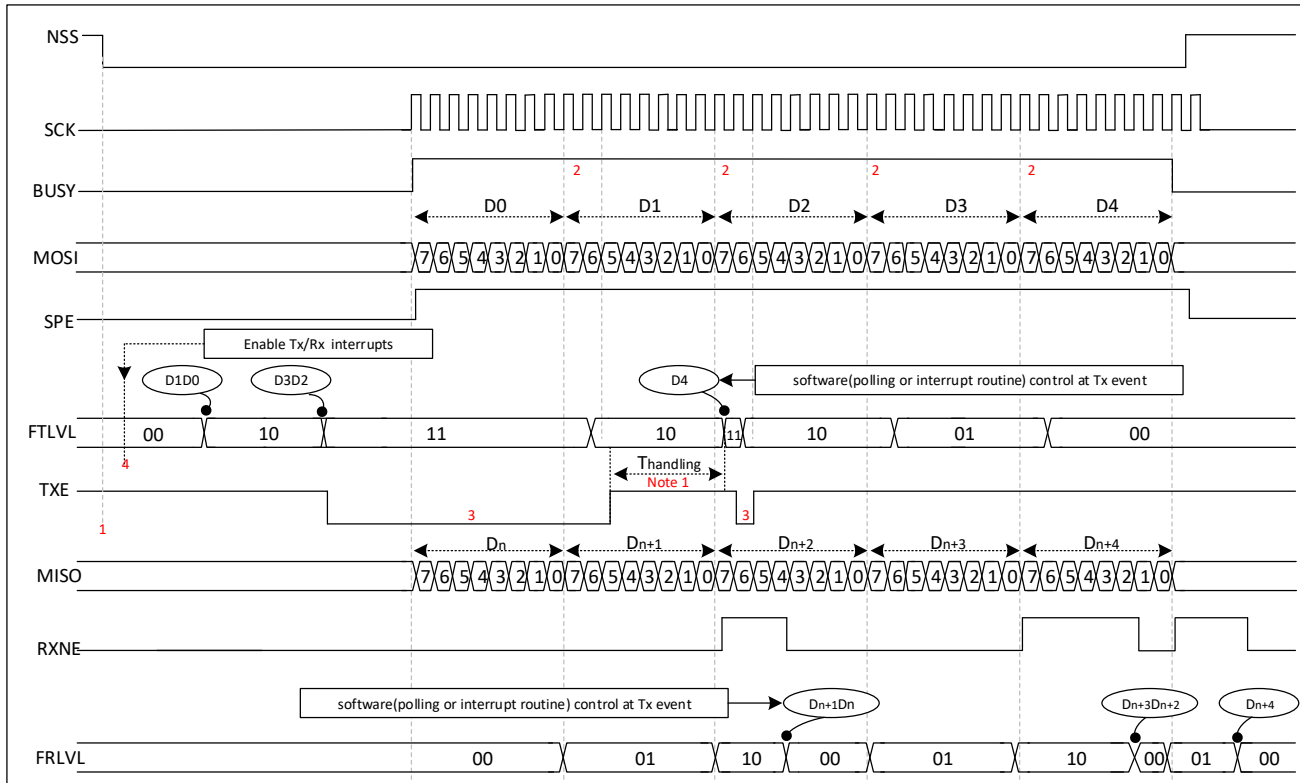 NSS
SCK
BUSY
2 2 2 2
D0 D1 D2 D3 D4
MOSI
7 6 5 4 3 2 1 0 7 6 5 4 3 2 1 0 7 6 5 4 3 2 1 0 7 6 5 4 3 2 1 0 7 6 5 4 3 2 1 0
SPE
Enable Tx/Rx interrupts
D1D0 D3D2 D4 software(polling or interrupt routine) control at Tx event
FTLVL
00 10 11 10 11 10 01 00
4
Thandling
Note 1
TXE
3 3
1
Dn Dn+1 Dn+2 Dn+3 Dn+4
MISO
7 6 5 4 3 2 1 0 7 6 5 4 3 2 1 0 7 6 5 4 3 2 1 0 7 6 5 4 3 2 1 0 7 6 5 4 3 2 1 0
RXNE
software(polling or interrupt routine) control at Tx event Dn+1Dn Dn+3Dn+2 Dn+4
FRLVL
00 01 10 00 01 10 00 01 00